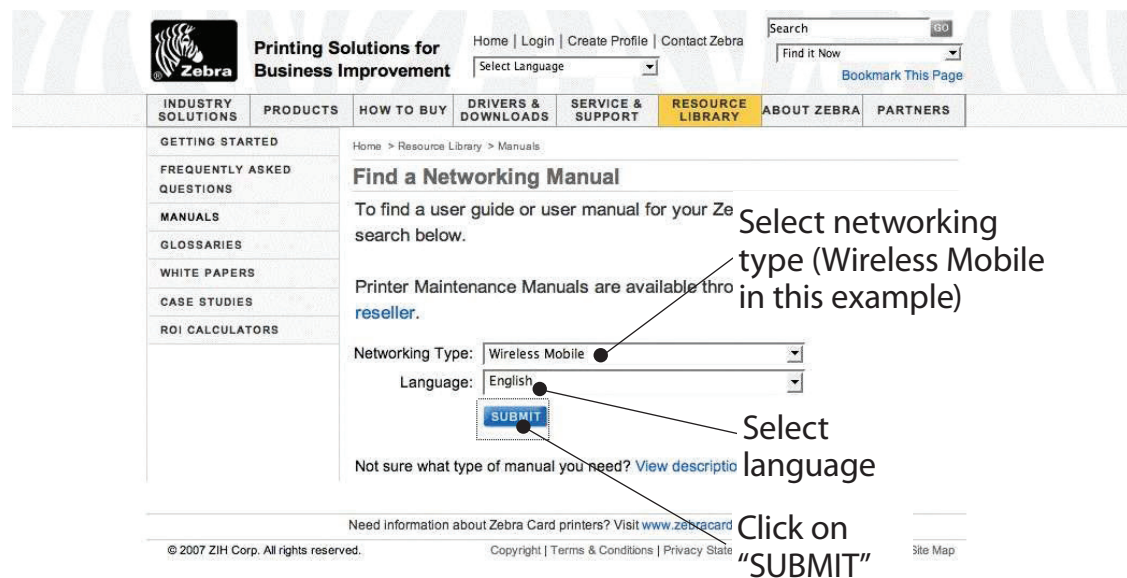 Zebra
Printing Solutions for
Business Improvement
Home | Login | Create Profile | Contact Zebra
Select Language
Search GO
Find it Now
Bookmark This Page
INDUSTRY SOLUTIONS
PRODUCTS
HOW TO BUY
DRIVERS & DOWNLOADS
SERVICE & SUPPORT
RESOURCE LIBRARY
ABOUT ZEBRA
PARTNERS
GETTING STARTED
FREQUENTLY ASKED
QUESTIONS
MANUALS
GLOSSARIES
WHITE PAPERS
CASE STUDIES
ROI CALCULATORS
Home > Resource Library > Manuals
Find a Networking Manual
To find a user guide or user manual for your Ze
search below.
Printer Maintenance Manuals are available thro
reseller.
Networking Type: Wireless Mobile
Language: English
SUBMIT
Not sure what type of manual you need? View descriptio
Select networking
type (Wireless Mobile
in this example)
Select
language
Click on
“SUBMIT”
Need information about Zebra Card printers? Visit www.zebracard
© 2007 ZIH Corp. All rights reserved.
Copyright | Terms & Conditions | Privacy State
Site Map